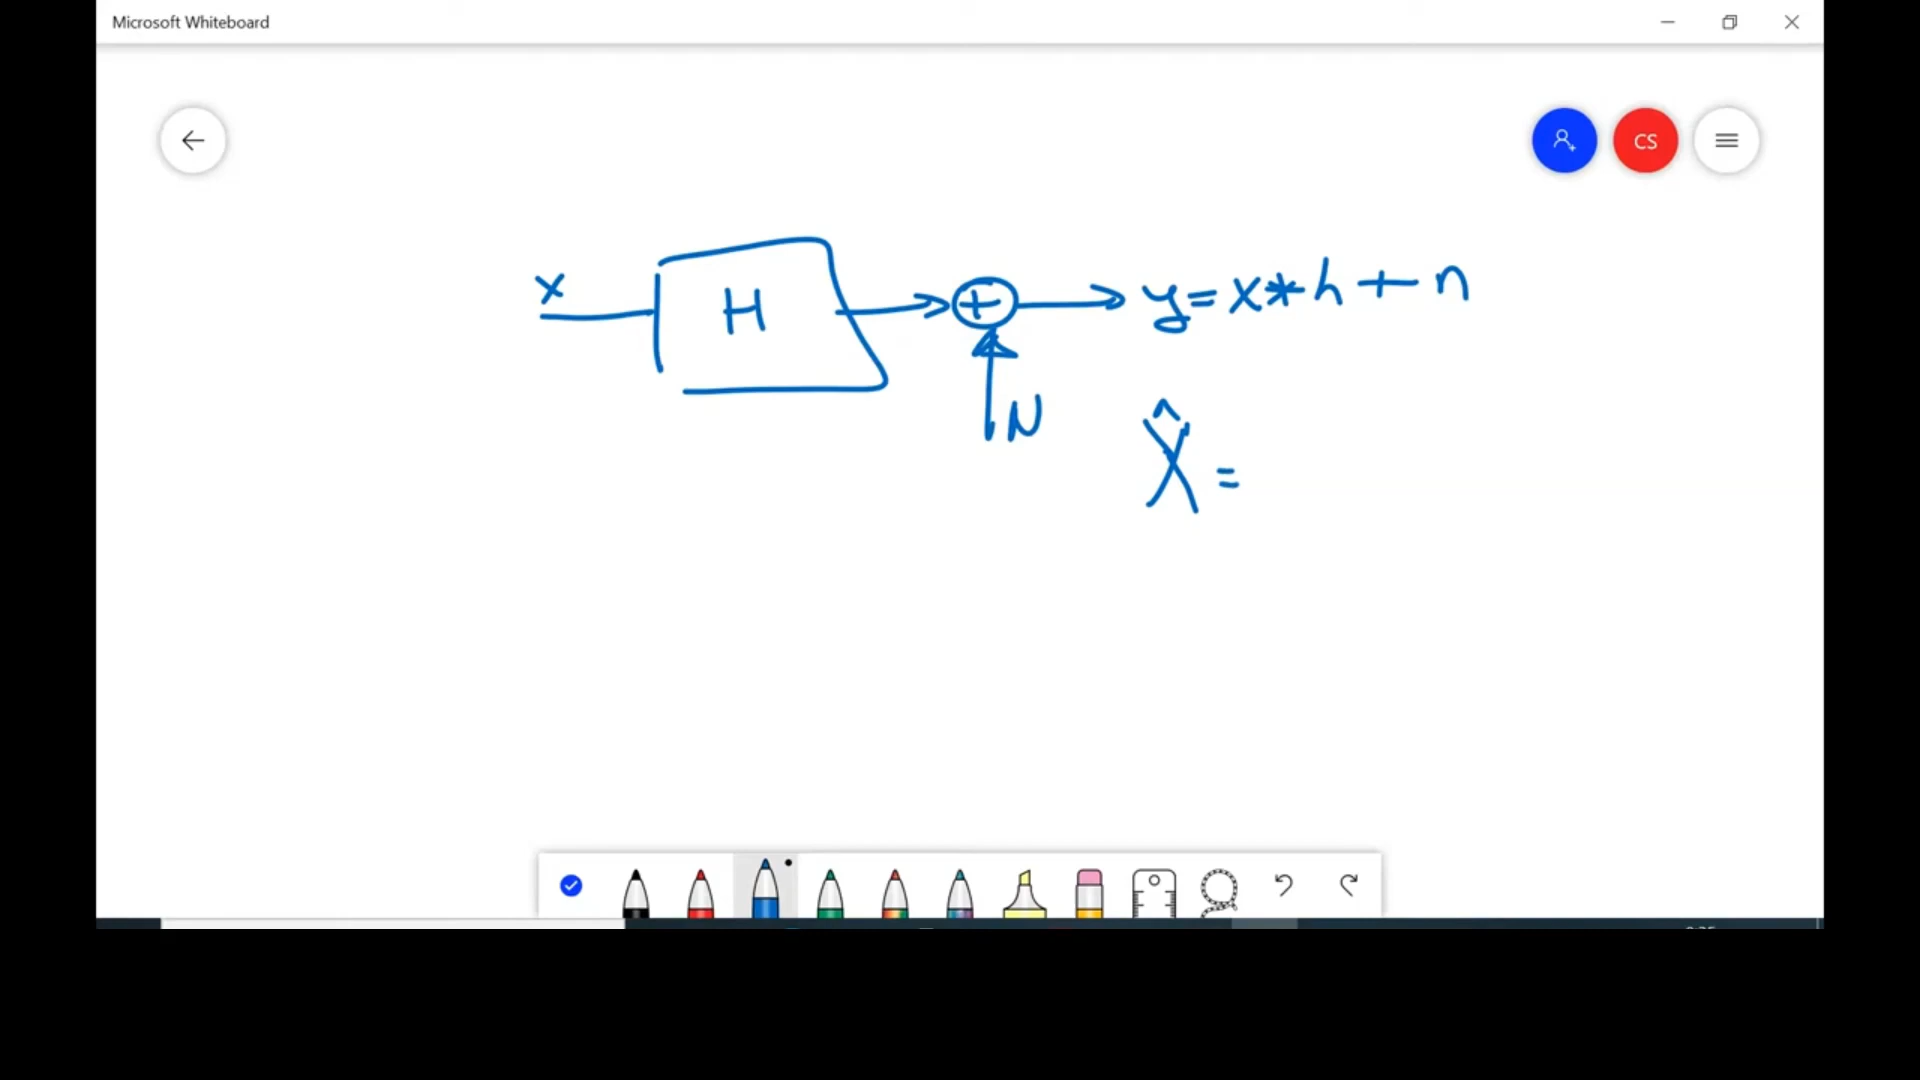 Microsoft Whiteboard
CS
x
H
+
y = x * h + n
N
X̂ =